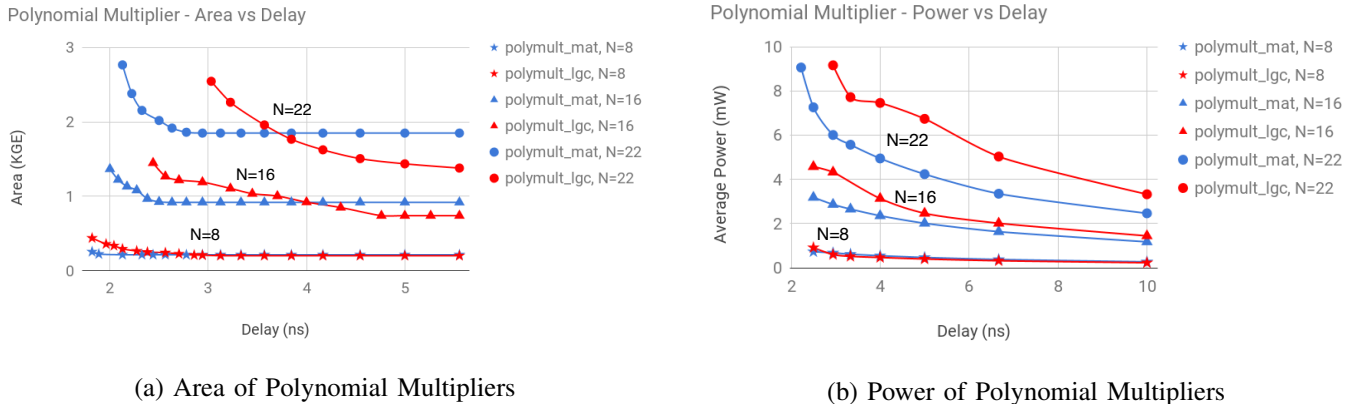 Polynomial Multiplier - Area vs Delay
Area (KGE)
3
2
1
0
N=22
N=16
N=8
2 3 4 5
Delay (ns)
polymult_mat, N=8
polymult_lgc, N=8
polymult_mat, N=16
polymult_lgc, N=16
polymult_mat, N=22
polymult_lgc, N=22
(a) Area of Polynomial Multipliers
Polynomial Multiplier - Power vs Delay
Average Power (mW)
10
8
6
4
2
0
N=22
N=16
N=8
2 4 6 8 10
Delay (ns)
polymult_mat, N=8
polymult_lgc, N=8
polymult_mat, N=16
polymult_lgc, N=16
polymult_mat, N=22
polymult_lgc, N=22
(b) Power of Polynomial Multipliers